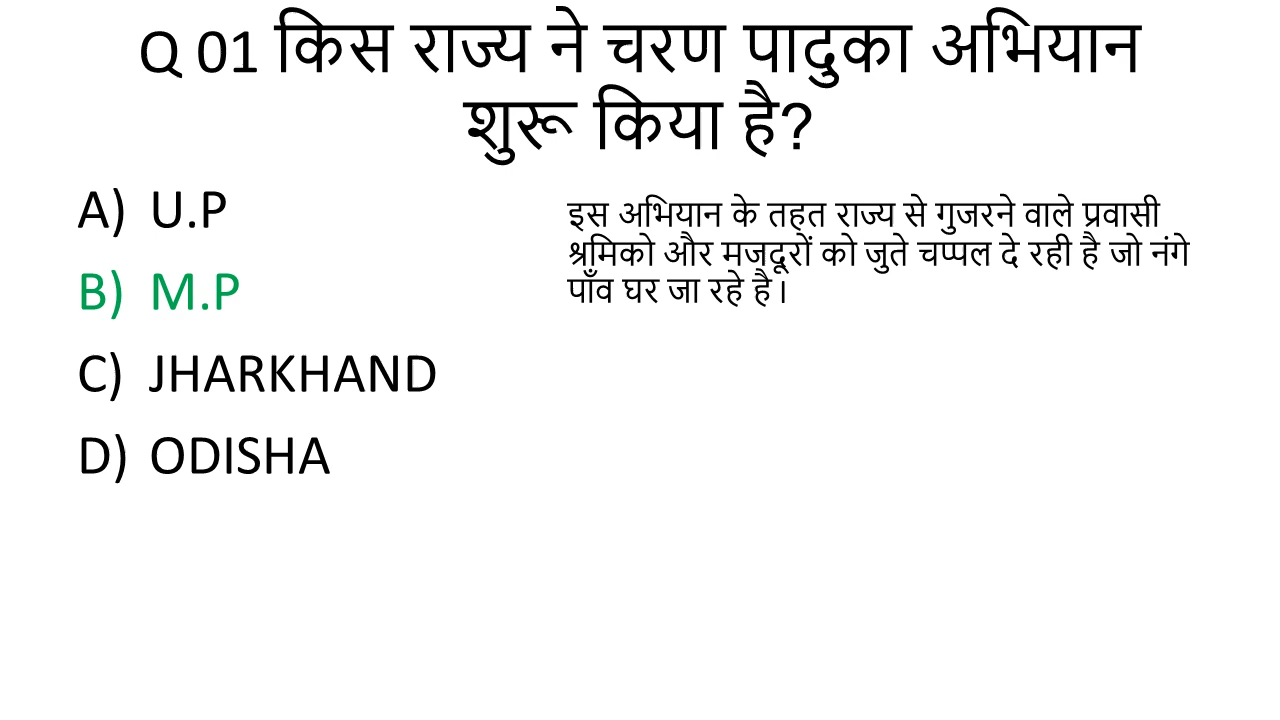 Q 01 किस राज्य ने चरण पादुका अभियान
शुरू किया है?
A) U.P
B) M.P
C) JHARKHAND
D) ODISHA
इस अभियान के तहत राज्य से गुजरने वाले प्रवासी
श्रमिको और मजदूरों को जुते चप्पल दे रही है जो नंगे
पाँव घर जा रहे है।